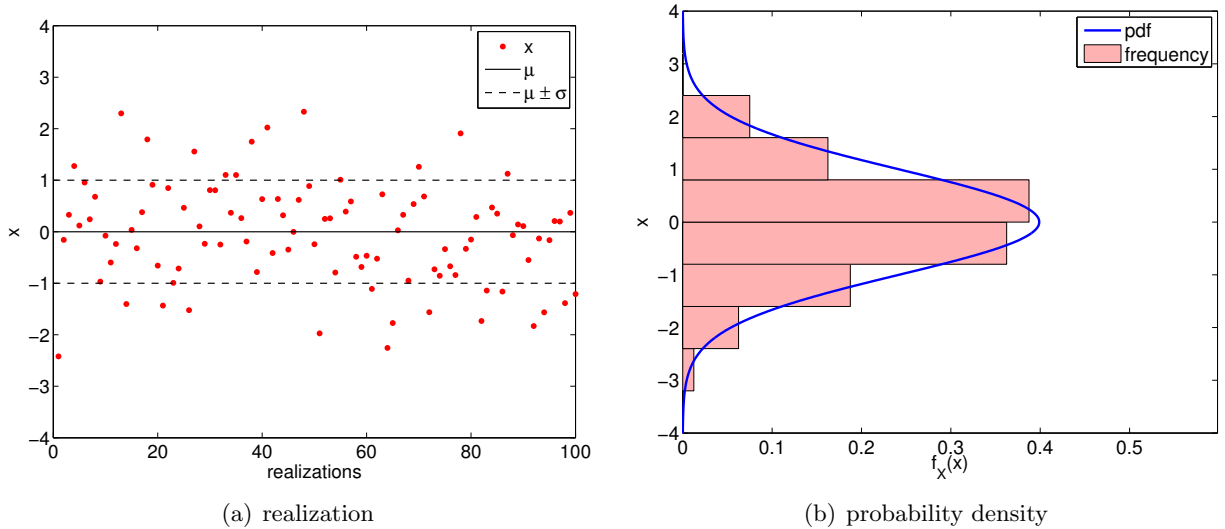 4
3
2
1
0
−1
−2
−3
−4
x
x
μ
μ ± σ
0 20 40 60 80 100
realizations
(a) realization
4
3
2
1
0
−1
−2
−3
−4
x
pdf
frequency
0 0.1 0.2 0.3 0.4 0.5
f_X(x)
(b) probability density